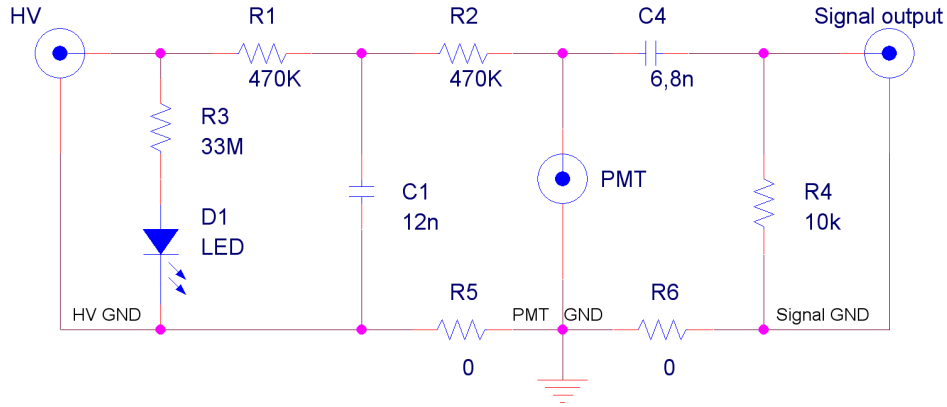 HV
R1
R2
C4
Signal output
470K
470K
6,8n
R3
33M
PMT
C1
12n
R4
10k
D1
LED
R5
R6
HV GND
PMT GND
Signal GND
0
0